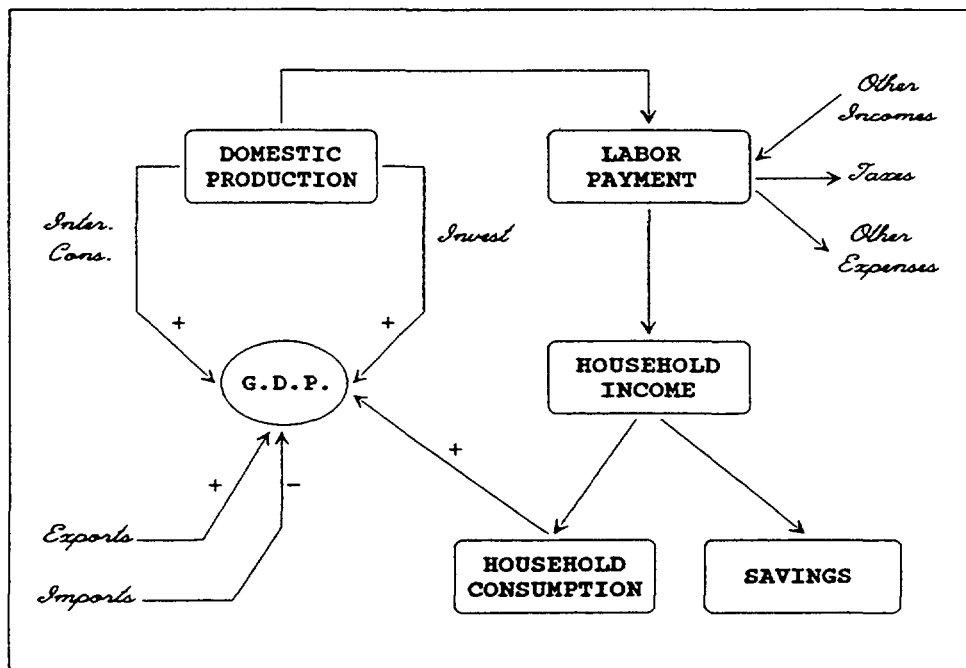 DOMESTIC
PRODUCTION
LABOR
PAYMENT
Other
Incomes
Taxes
Other
Expenses
Inter.
Cons.
Invest
+
+
G.D.P.
HOUSEHOLD
INCOME
+
-
+
Exports
Imports
HOUSEHOLD
CONSUMPTION
SAVINGS